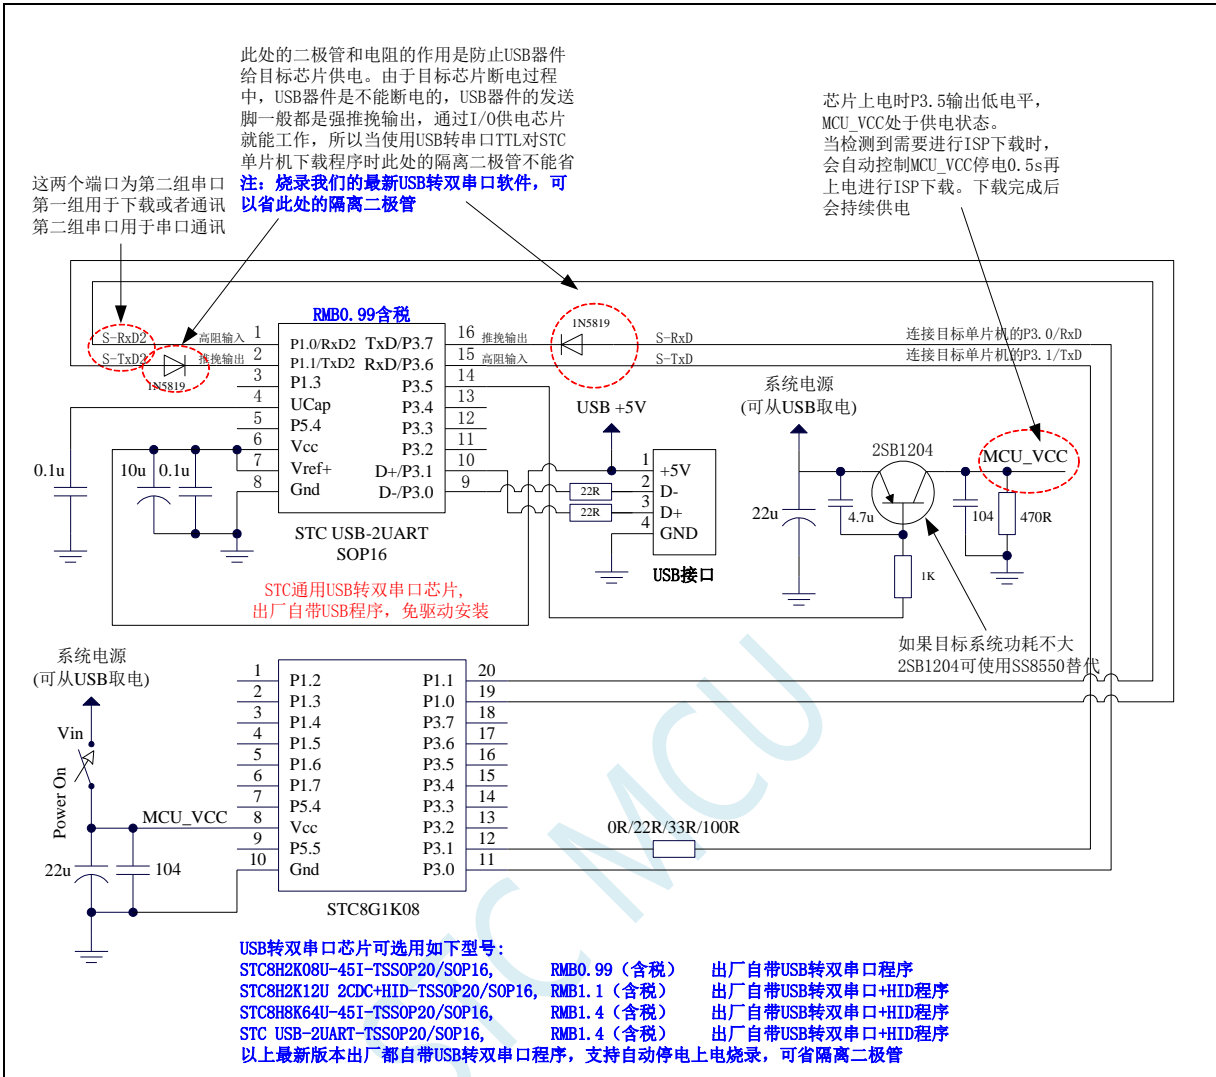 此处的二极管和电阻的作用是防止USB器件
给目标芯片供电。由于目标芯片断电过程
中，USB器件是不能断电的，USB器件的发送
脚一般都是强推挽输出，通过I/O供电芯片
就能工作，所以当使用USB转串口TTL对STC
单片机下载程序时此处的隔离二极管不能省
注：烧录我们的最新USB转双串口软件，可
以省此处的隔离二极管
芯片上电时P3.5输出低电平，
MCU_VCC处于供电状态。
当检测到需要进行ISP下载时，
会自动控制MCU_VCC停电0.5s再
上电进行ISP下载。下载完成后
会持续供电
这两个端口为第二组串口
第一组用于下载或者通讯
第二组串口用于串口通讯
RMB0.99含税
S-RxD2
高阻输入
1
P1.0/RxD2
TxD/P3.7
16
推挽输出
1N5819
S-RxD
连接目标单片机的P3.0/RxD
S-TxD2
1N5819
推挽输出
2
P1.1/TxD2
RxD/P3.6
15
高阻输入
S-TxD
连接目标单片机的P3.1/TxD
3
P1.3
P3.5
14
4
UCap
P3.4
13
5
P5.4
P3.3
12
6
Vcc
P3.2
11
7
Vref+
D+/P3.1
10
8
Gnd
D-/P3.0
9
0.1u
10u
0.1u
STC USB-2UART
SOP16
22R
22R
USB +5V
1
+5V
2
D-
3
D+
4
GND
USB接口
系统电源
(可从USB取电)
2SB1204
MCU_VCC
22u
4.7u
104
470R
1K
STC通用USB转双串口芯片，
出厂自带USB程序，免驱动安装
如果目标系统功耗不大
2SB1204可使用SS8550替代
系统电源
(可从USB取电)
Vin
Power On
MCU_VCC
22u
104
1
P1.2
P1.1
20
2
P1.3
P1.0
19
3
P1.4
P3.7
18
4
P1.5
P3.6
17
5
P1.6
P3.5
16
6
P1.7
P3.4
15
7
P5.4
P3.3
14
8
Vcc
P3.2
13
9
P5.5
P3.1
12
10
Gnd
P3.0
11
0R/22R/33R/100R
STC8G1K08
USB转双串口芯片可选用如下型号：
STC8H2K08U-45I-TSSOP20/SOP16, RMB0.99（含税） 出厂自带USB转双串口程序
STC8H2K12U 2CDC+HID-TSSOP20/SOP16, RMB1.1（含税） 出厂自带USB转双串口+HID程序
STC8H8K64U-45I-TSSOP20/SOP16, RMB1.4（含税） 出厂自带USB转双串口+HID程序
STC USB-2UART-TSSOP20/SOP16, RMB1.4（含税） 出厂自带USB转双串口+HID程序
以上最新版本出厂都自带USB转双串口程序，支持自动停电上电烧录，可省隔离二极管
STC MCU